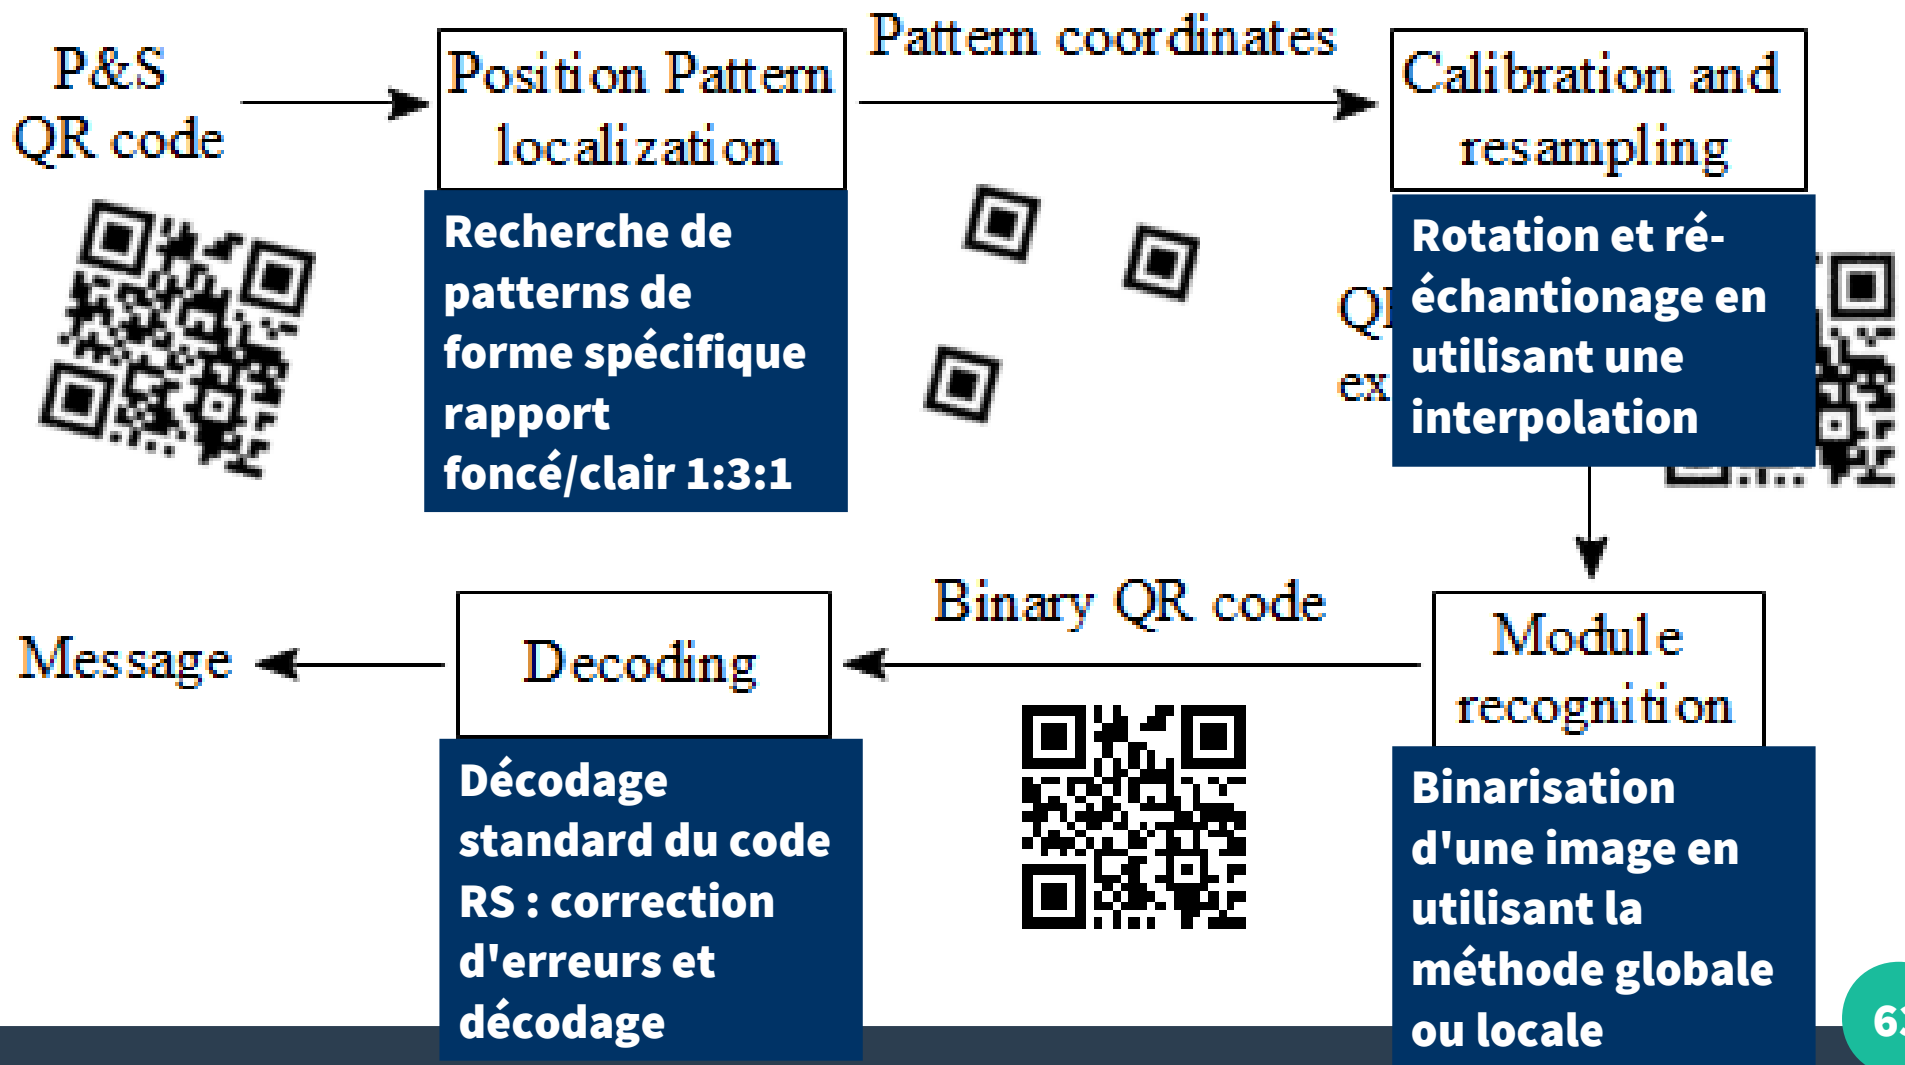 P&S
QR code
Position Pattern
localization
Pattern coordinates
Calibration and
resampling
Recherche de
patterns de
forme spécifique
rapport
foncé/clair 1:3:1
Rotation et ré-
échantionage en
utilisant une
interpolation
Message
Decoding
Binary QR code
Module
recognition
Décodage
standard du code
RS : correction
d'erreurs et
décodage
Binarisation
d'une image en
utilisant la
méthode globale
ou locale